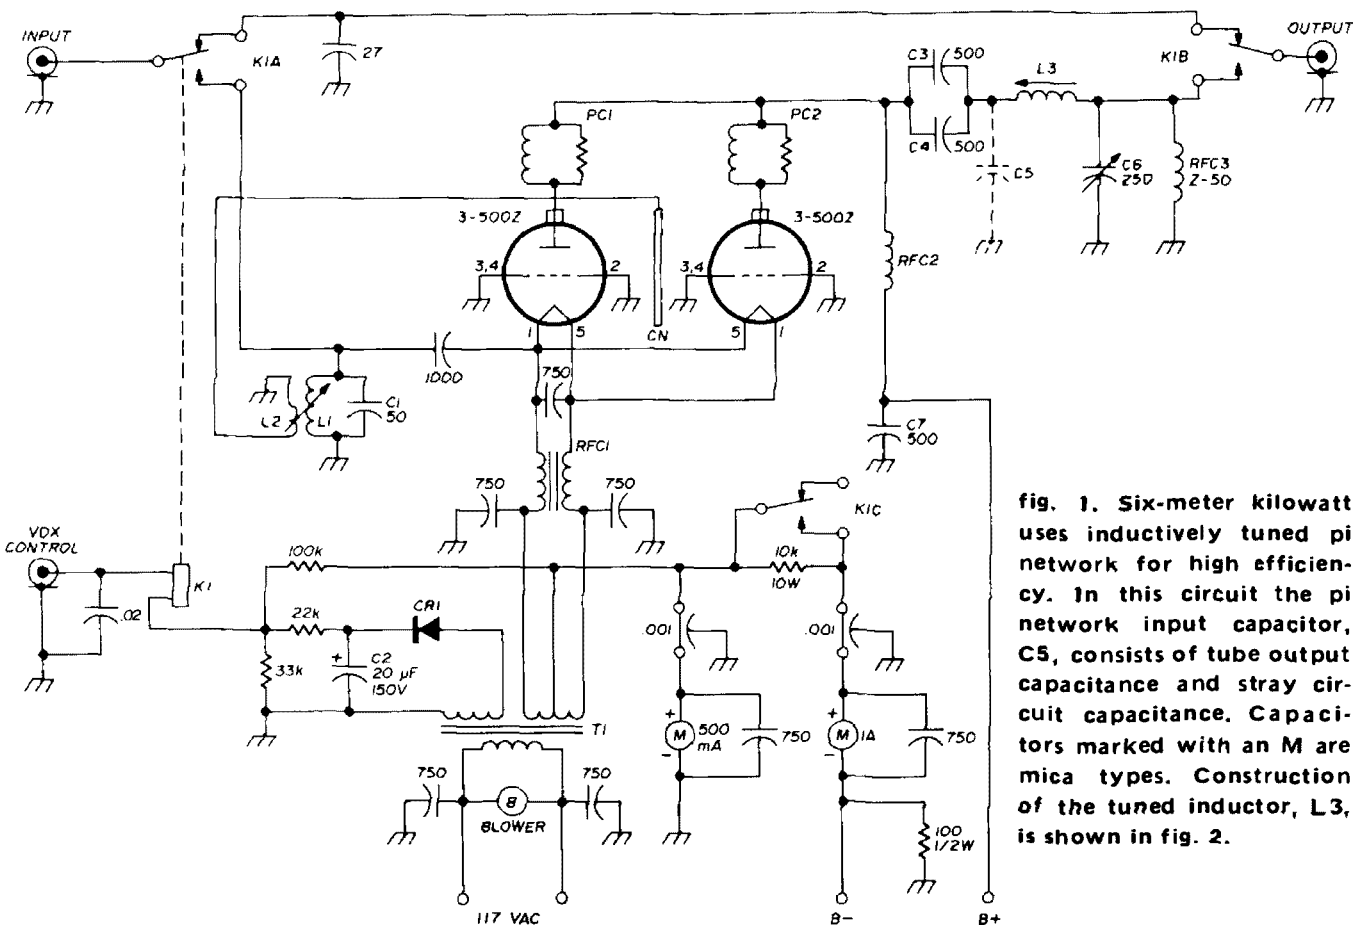 INPUT
K1A
27
C3 500
L3
K1B
OUTPUT
PC1
PC2
C4 500
C5
C6
250
RFC3
2-50
3-500Z
3-500Z
3,4
2
3,4
2
RFC2
1
5
CN
5
1
1000
750
L2
L1
C1
50
C7
500
RFC1
750
750
K1C
VOX
CONTROL
100k
10k
10W
K1
.02
22k
CR1
.001
.001
33k
+
C2
20 µF
150V
T1
+
M
500
mA
-
750
+
M
1A
-
750
750
750
B
BLOWER
100
1/2W
117 VAC
B-
B+
fig. 1. Six-meter kilowatt
uses inductively tuned pi
network for high efficien-
cy. In this circuit the pi
network input capacitor,
C5, consists of tube output
capacitance and stray cir-
cuit capacitance. Capaci-
tors marked with an M are
mica types. Construction
of the tuned inductor, L3,
is shown in fig. 2.